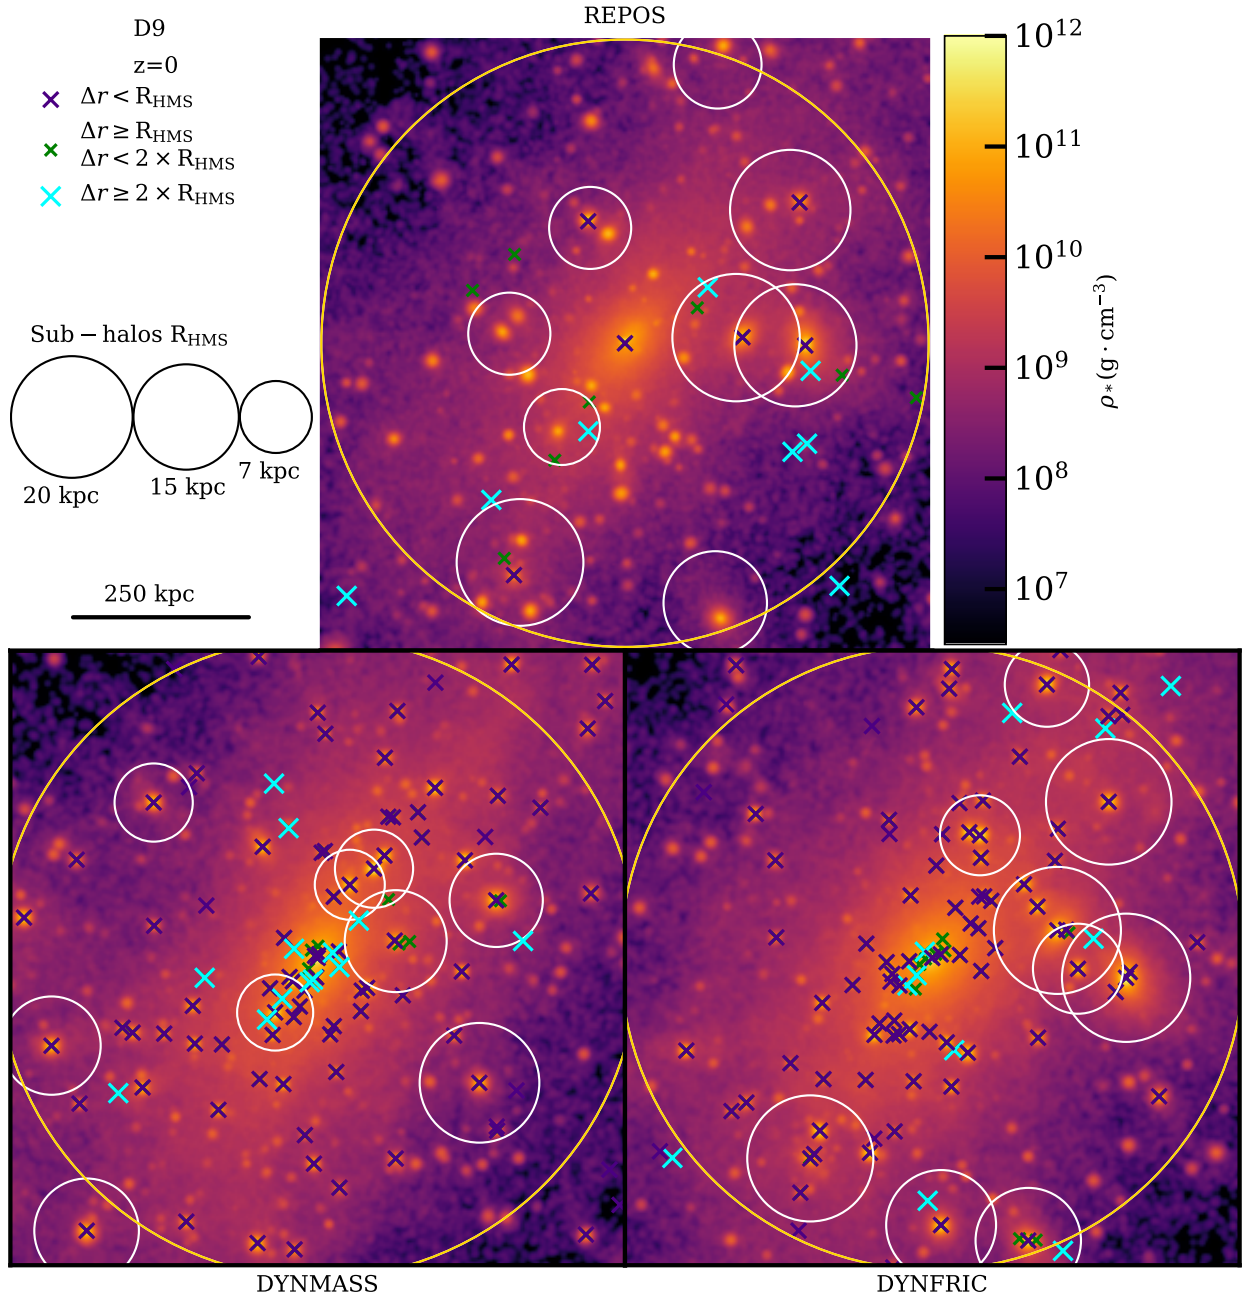 REPOS
D9
z=0
Δr < R_HMS
Δr ≥ R_HMS
Δr < 2 × R_HMS
Δr ≥ 2 × R_HMS
Sub − halos R_HMS
20 kpc
15 kpc
7 kpc
250 kpc
10^12
10^11
10^10
10^9
10^8
10^7
ρ_* (g · cm^−3)
DYNMASS
DYNFRIC